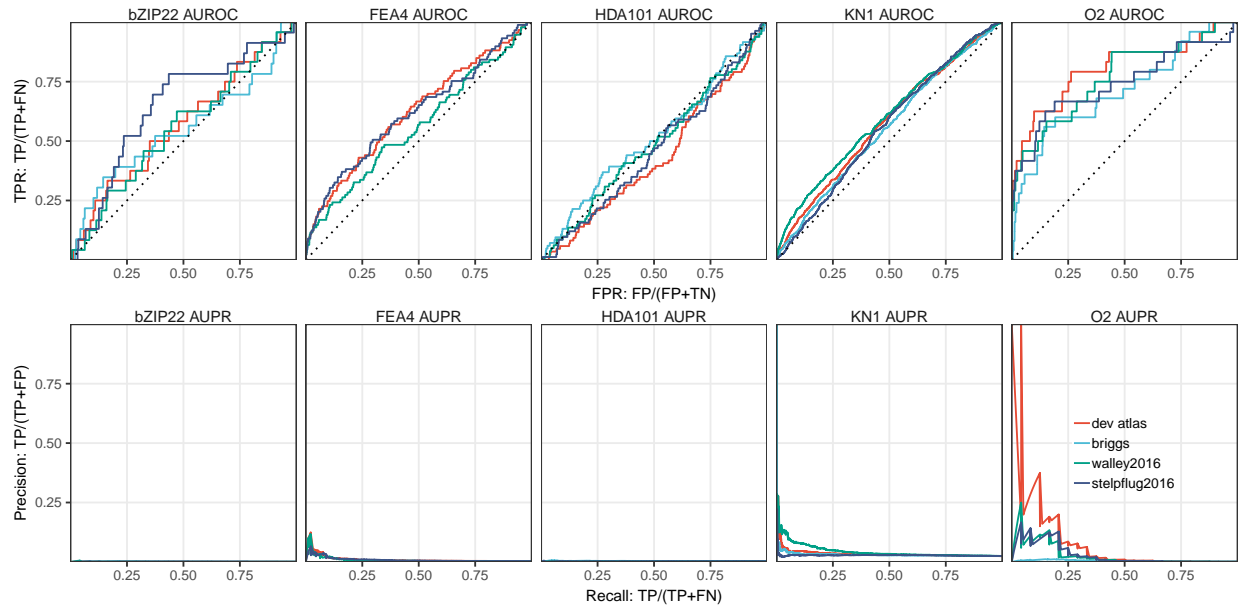 bZIP22 AUROC
FEA4 AUROC
HDA101 AUROC
KN1 AUROC
O2 AUROC
TPR: TP/(TP+FN)
0.75
0.50
0.25
0.25 0.50 0.75
0.25 0.50 0.75
0.25 0.50 0.75
0.25 0.50 0.75
0.25 0.50 0.75
FPR: FP/(FP+TN)
bZIP22 AUPR
FEA4 AUPR
HDA101 AUPR
KN1 AUPR
O2 AUPR
Precision: TP/(TP+FP)
0.75
0.50
0.25
dev atlas
briggs
walley2016
stelpflug2016
0.25 0.50 0.75
0.25 0.50 0.75
0.25 0.50 0.75
0.25 0.50 0.75
0.25 0.50 0.75
Recall: TP/(TP+FN)